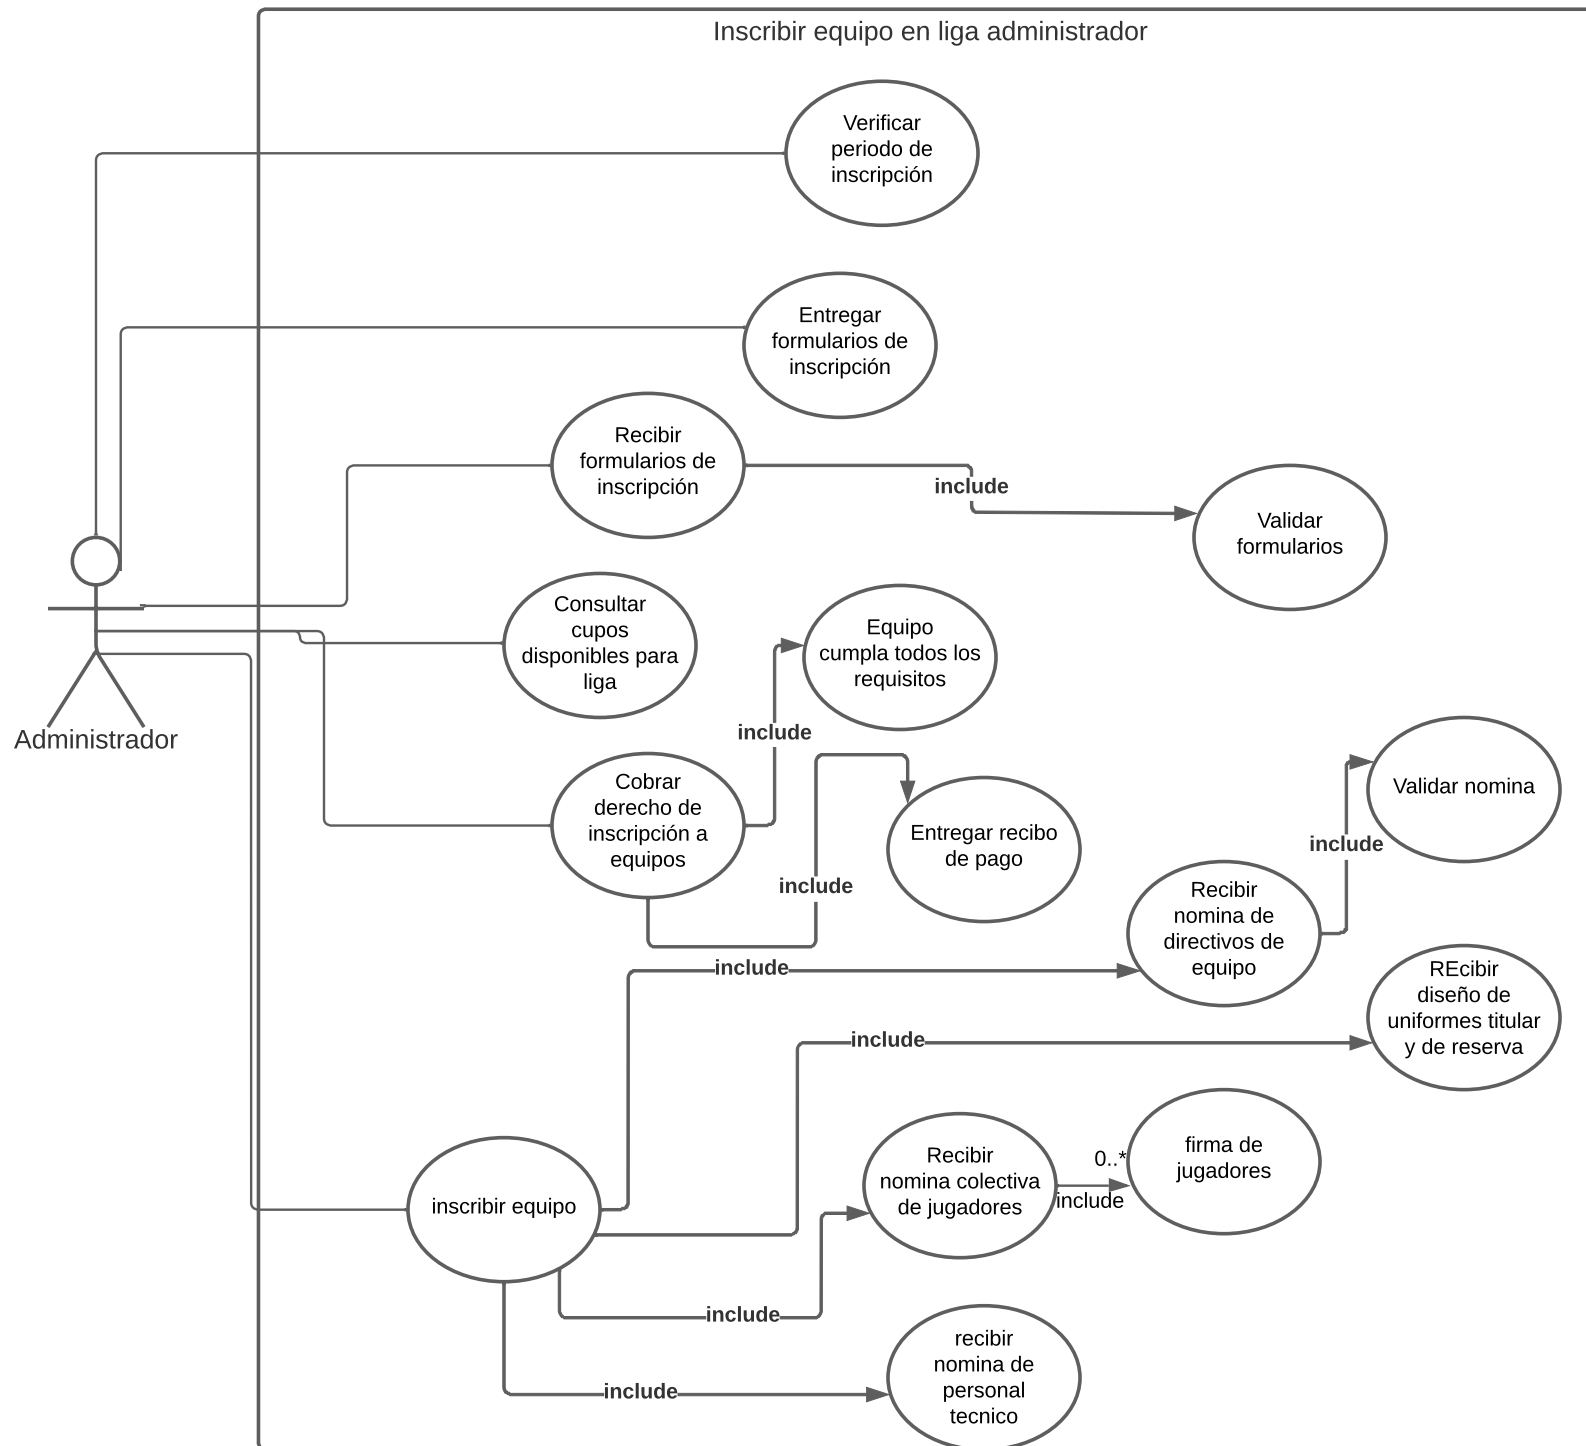 Inscribir equipo en liga administrador
Verificar
periodo de
inscripción
Entregar
formularios de
inscripción
Recibir
formularios de
inscripción
include
Validar
formularios
Consultar
cupos
disponibles para
liga
Equipo
cumpla todos los
requisitos
include
Administrador
Cobrar
derecho de
inscripción a
equipos
Entregar recibo
de pago
include
Validar nomina
include
Recibir
nomina de
directivos de
equipo
include
REcibir
diseño de
uniformes titular
y de reserva
include
Recibir
nomina colectiva
de jugadores
0..*
include
firma de
jugadores
inscribir equipo
include
recibir
nomina de
personal
tecnico
include